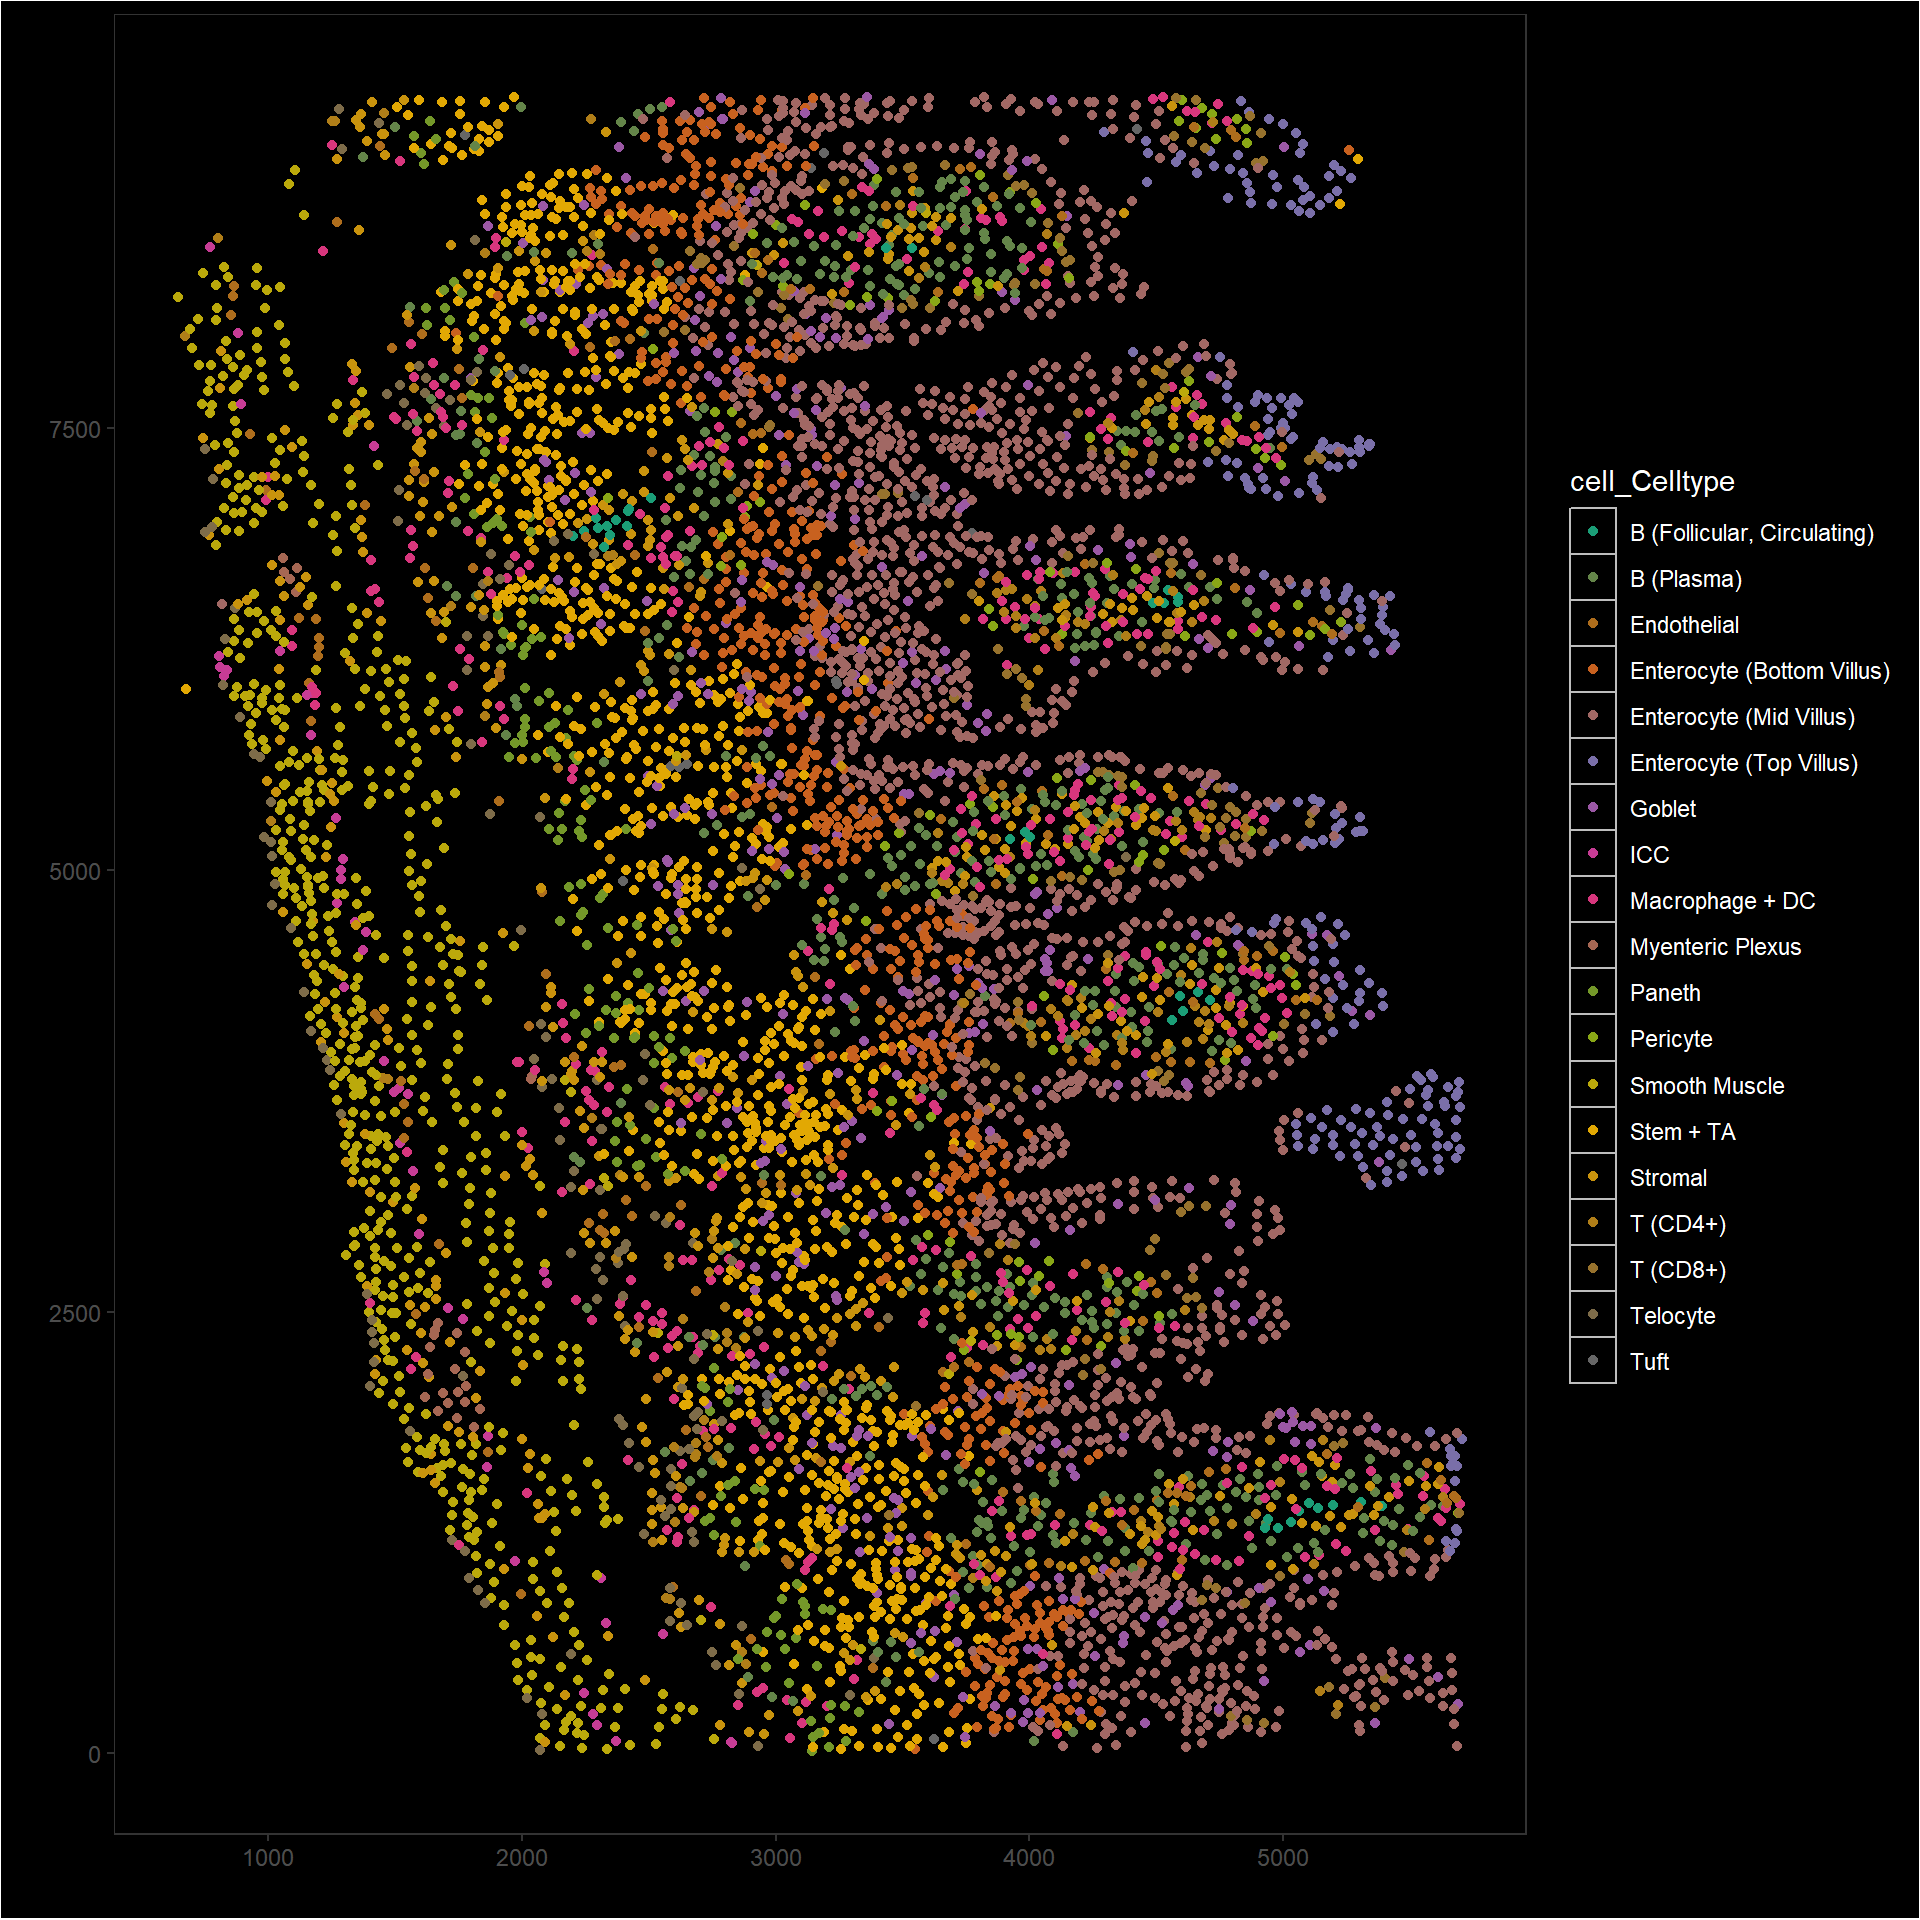 7500
5000
2500
0
1000 2000 3000 4000 5000
cell_Celltype
B (Follicular, Circulating)
B (Plasma)
Endothelial
Enterocyte (Bottom Villus)
Enterocyte (Mid Villus)
Enterocyte (Top Villus)
Goblet
ICC
Macrophage + DC
Myenteric Plexus
Paneth
Pericyte
Smooth Muscle
Stem + TA
Stromal
T (CD4+)
T (CD8+)
Telocyte
Tuft